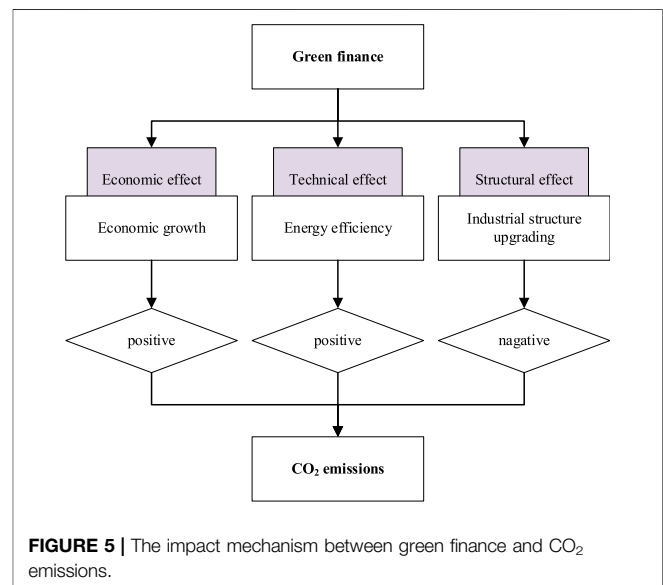 Green finance
Economic effect
Technical effect
Structural effect
Economic growth
Energy efficiency
Industrial structure
upgrading
positive
positive
nagative
CO₂ emissions
FIGURE 5 | The impact mechanism between green finance and CO₂
emissions.